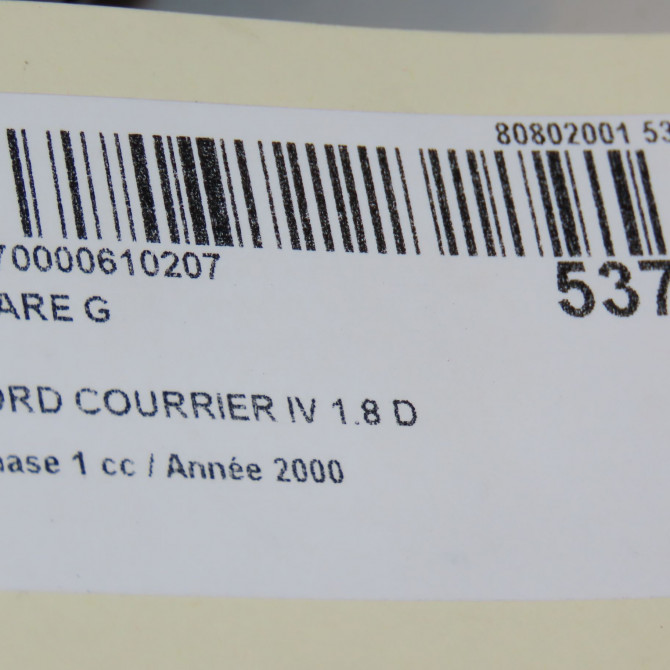 80802001 53
70000610207
537
ARE G
ORD COURRIER IV 1.8 D
hase 1 cc / Année 2000